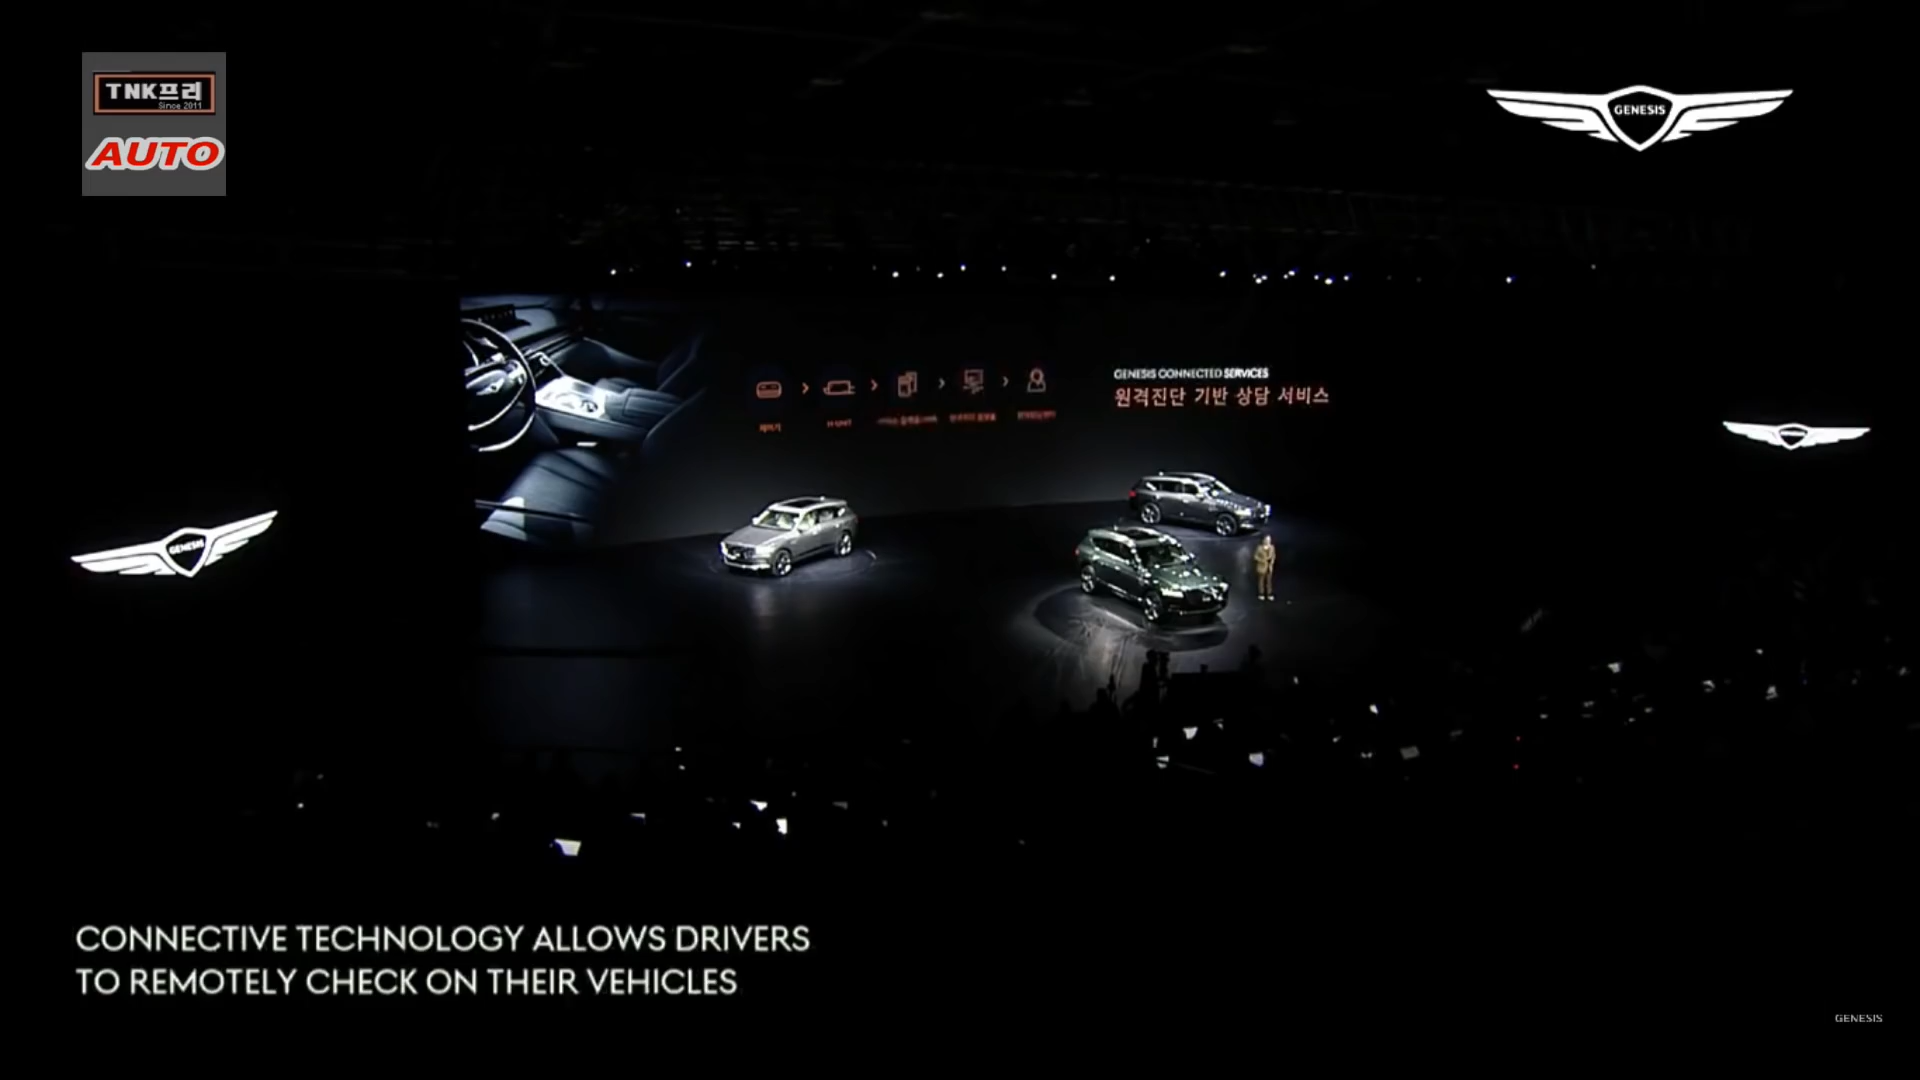 TNK프리
Since 2011
AUTO
GENESIS
GENESIS CONNECTED SERVICES
원격진단 기반 상담 서비스
GENESIS
CONNECTIVE TECHNOLOGY ALLOWS DRIVERS
TO REMOTELY CHECK ON THEIR VEHICLES
GENESIS